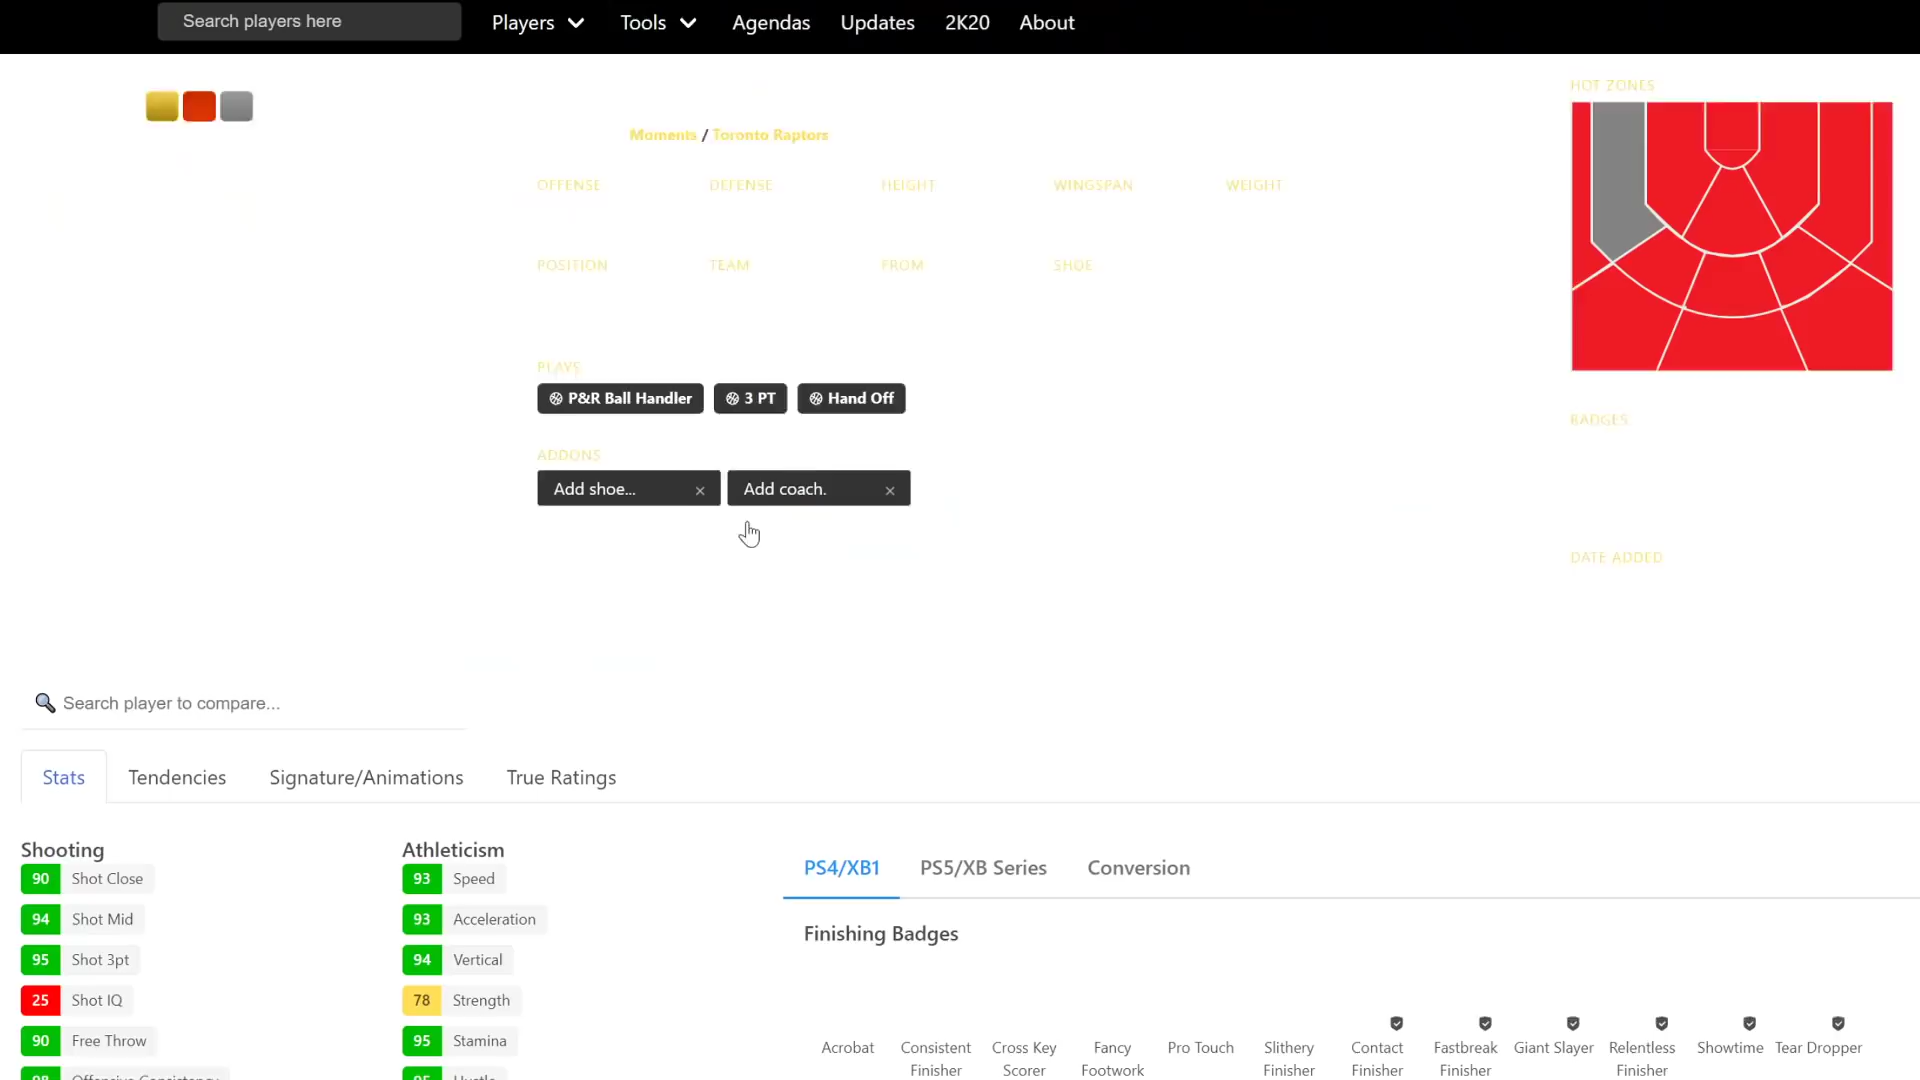 Search players here
Players
Tools
Agendas
Updates
2K20
About
HOT ZONES
Moments / Toronto Raptors
OFFENSE
DEFENSE
HEIGHT
WINGSPAN
WEIGHT
POSITION
TEAM
FROM
SHOE
PLAYS
P&R Ball Handler
3 PT
Hand Off
BADGES
ADDONS
Add shoe... ×
Add coach. ×
DATE ADDED
Search player to compare...
Stats
Tendencies
Signature/Animations
True Ratings
Shooting
90 Shot Close
94 Shot Mid
95 Shot 3pt
25 Shot IQ
90 Free Throw
98 Offensive Consistency
Athleticism
93 Speed
93 Acceleration
94 Vertical
78 Strength
95 Stamina
95 Hustle
PS4/XB1
PS5/XB Series
Conversion
Finishing Badges
Acrobat
Consistent
Finisher
Cross Key
Scorer
Fancy
Footwork
Pro Touch
Slithery
Finisher
Contact
Finisher
Fastbreak
Finisher
Giant Slayer
Relentless
Finisher
Showtime
Tear Dropper